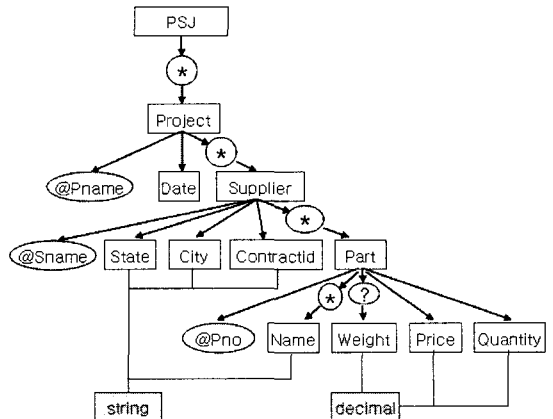 PSJ
*
Project
*
@Pname Date Supplier
*
@Sname State City Contractid Part
* ?
@Pno Name Weight Price Quantity
string decimal